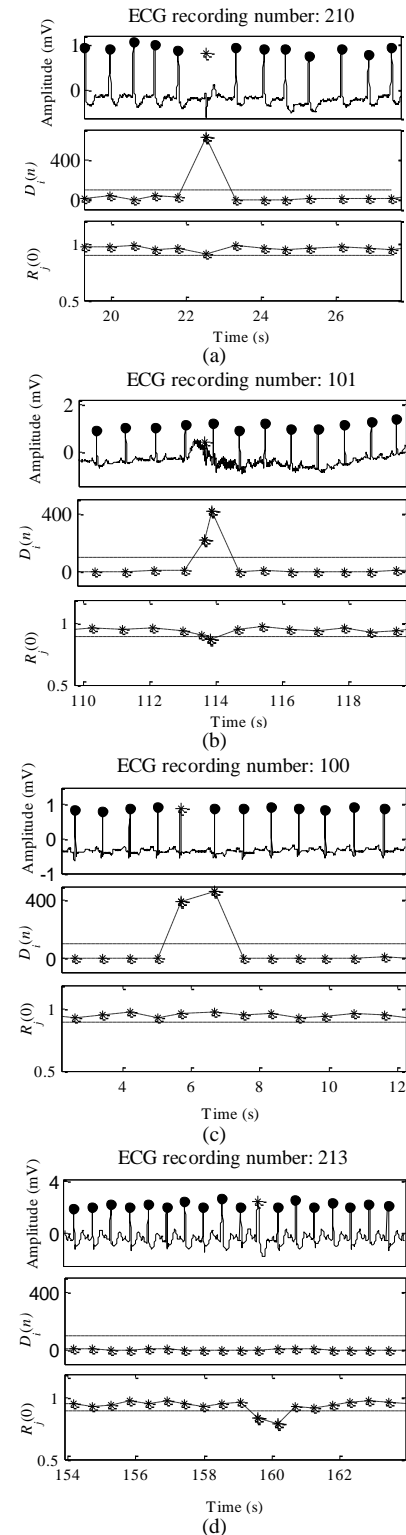 ECG recording number: 210
Amplitude (mV)
1
0
D_i(n)
400
0
R_j(0)
1
0.5
20 22 24 26
Time (s)
(a)
ECG recording number: 101
Amplitude (mV)
2
0
D_i(n)
400
0
R_j(0)
1
0.5
110 112 114 116 118
Time (s)
(b)
ECG recording number: 100
Amplitude (mV)
1
0
-1
D_i(n)
400
0
R_j(0)
1
0.5
4 6 8 10 12
Time (s)
(c)
ECG recording number: 213
Amplitude (mV)
4
0
D_i(n)
400
0
R_j(0)
1
0.5
154 156 158 160 162
Time (s)
(d)